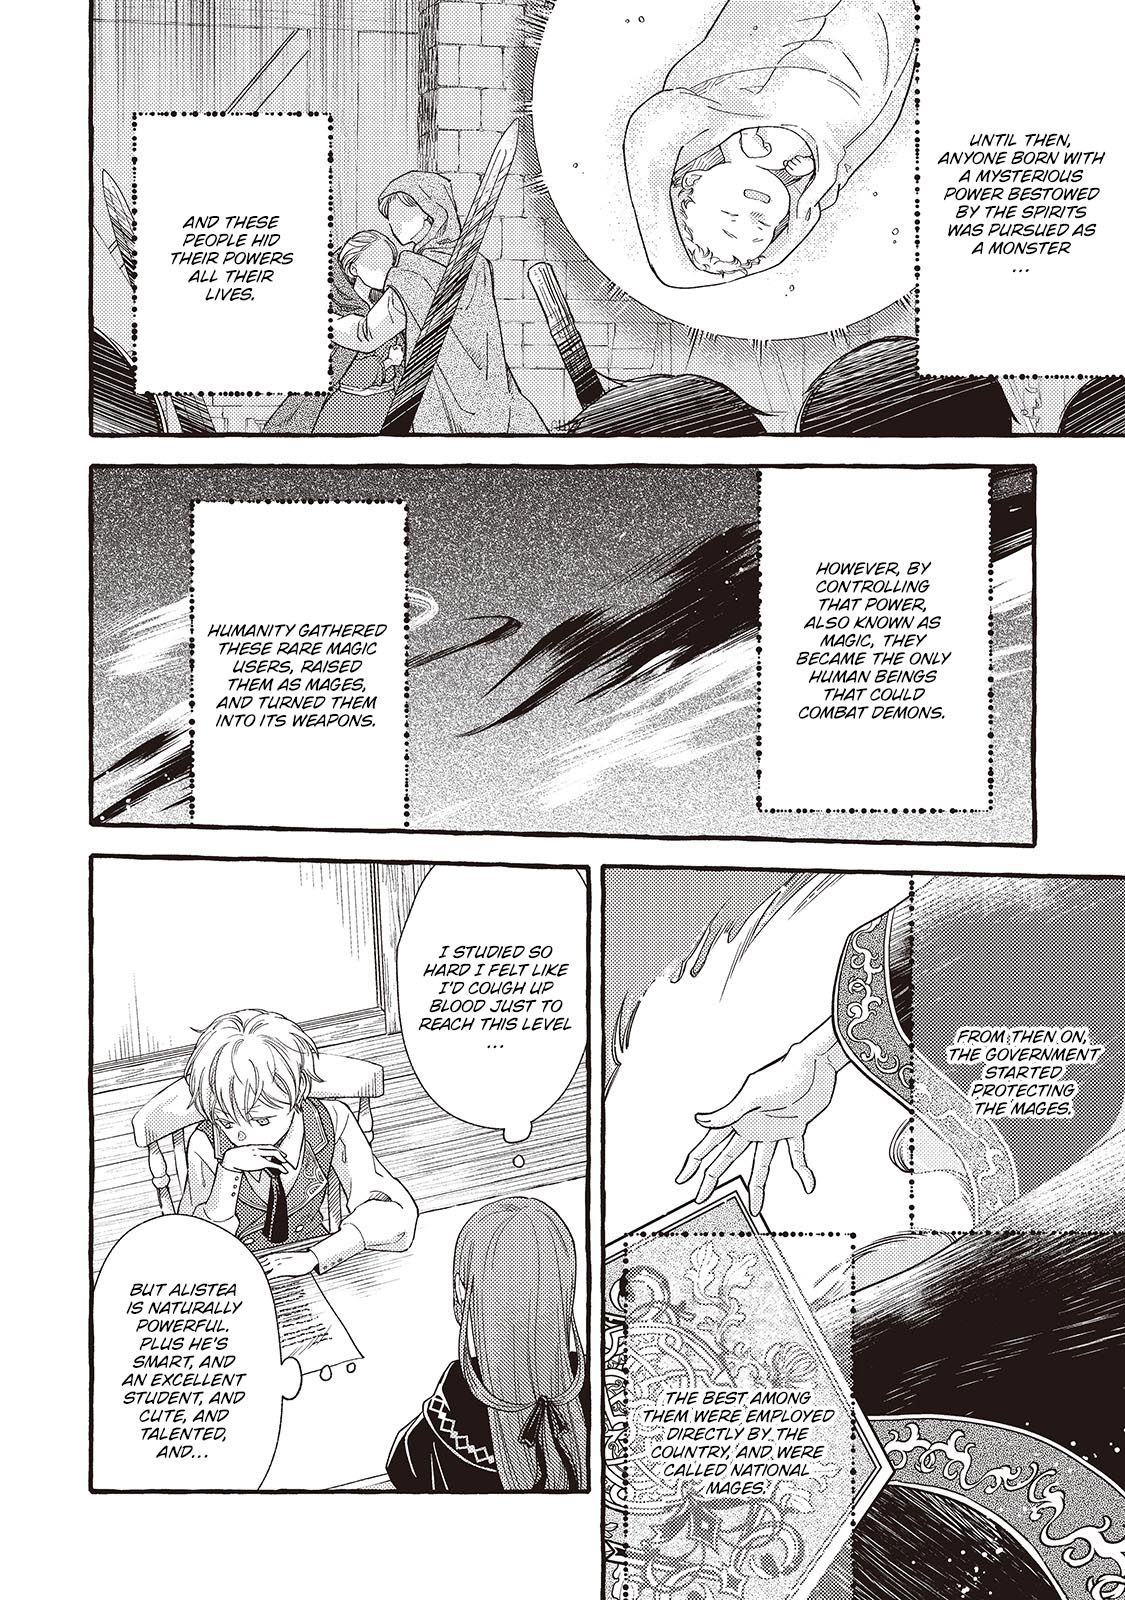 UNTIL THEN,
ANYONE BORN WITH
A MYSTERIOUS
POWER BESTOWED
BY THE SPIRITS
WAS PURSUED AS
A MONSTER
...
AND THESE
PEOPLE HID
THEIR POWERS
ALL THEIR
LIVES.
HOWEVER, BY
CONTROLLING
THAT POWER,
ALSO KNOWN AS
MAGIC, THEY
BECAME THE ONLY
HUMAN BEINGS
THAT COULD
COMBAT DEMONS.
HUMANITY GATHERED
THESE RARE MAGIC
USERS, RAISED
THEM AS MAGES,
AND TURNED THEM
INTO ITS WEAPONS.
FROM THEN ON,
THE GOVERNMENT
STARTED
PROTECTING
THE MAGES.
THE BEST AMONG
THEM WERE EMPLOYED
DIRECTLY BY THE
COUNTRY, AND WERE
CALLED NATIONAL
MAGES.
I STUDIED SO
HARD I FELT LIKE
I'D COUGH UP
BLOOD JUST TO
REACH THIS LEVEL
...
BUT ALISTEA
IS NATURALLY
POWERFUL.
PLUS HE'S
SMART, AND
AN EXCELLENT
STUDENT, AND
CUTE, AND
TALENTED,
AND...